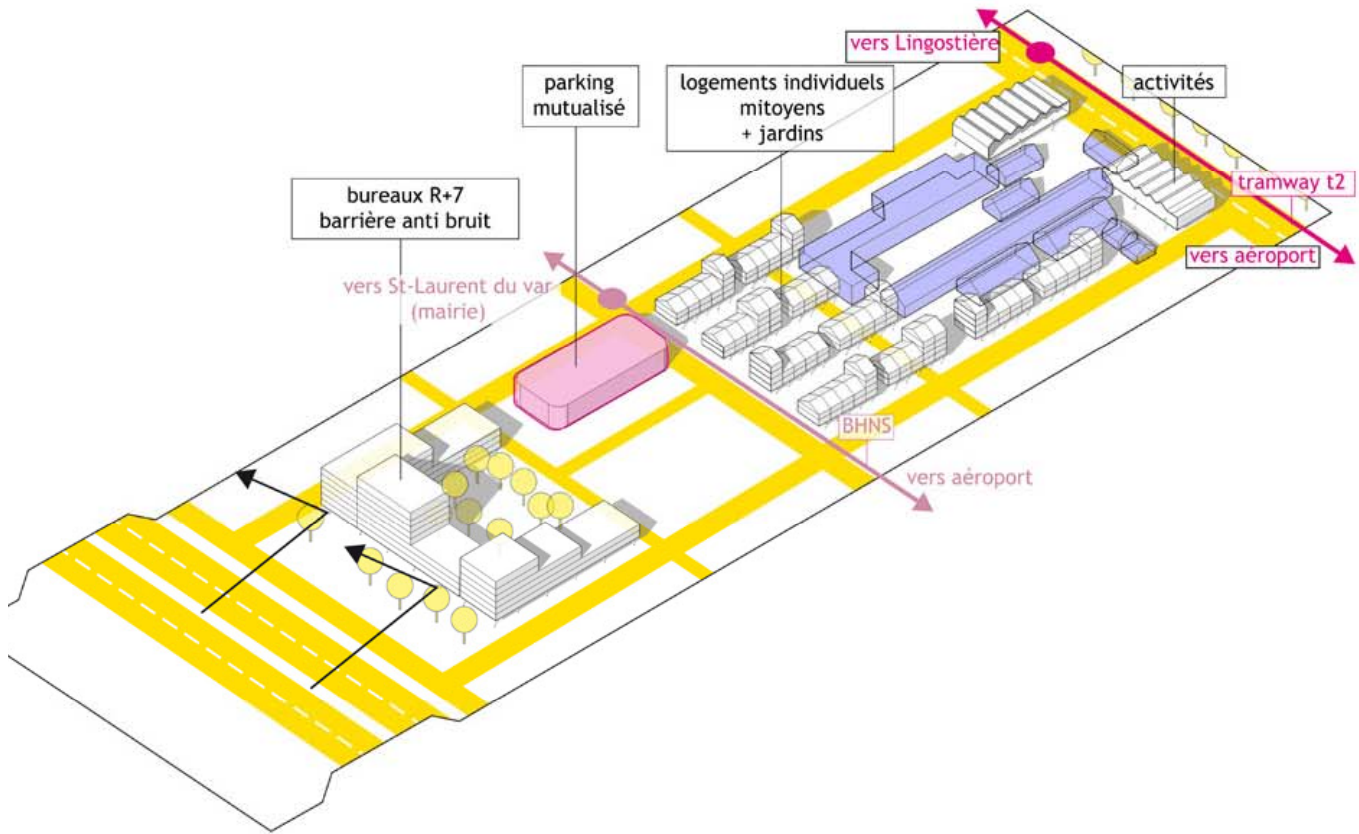 vers Lingostière
parking
mutualisé
logements individuels
mitoyens
+ jardins
activités
bureaux R+7
barrière anti bruit
tramway t2
vers aéroport
vers St-Laurent du var
(mairie)
BHNS
vers aéroport